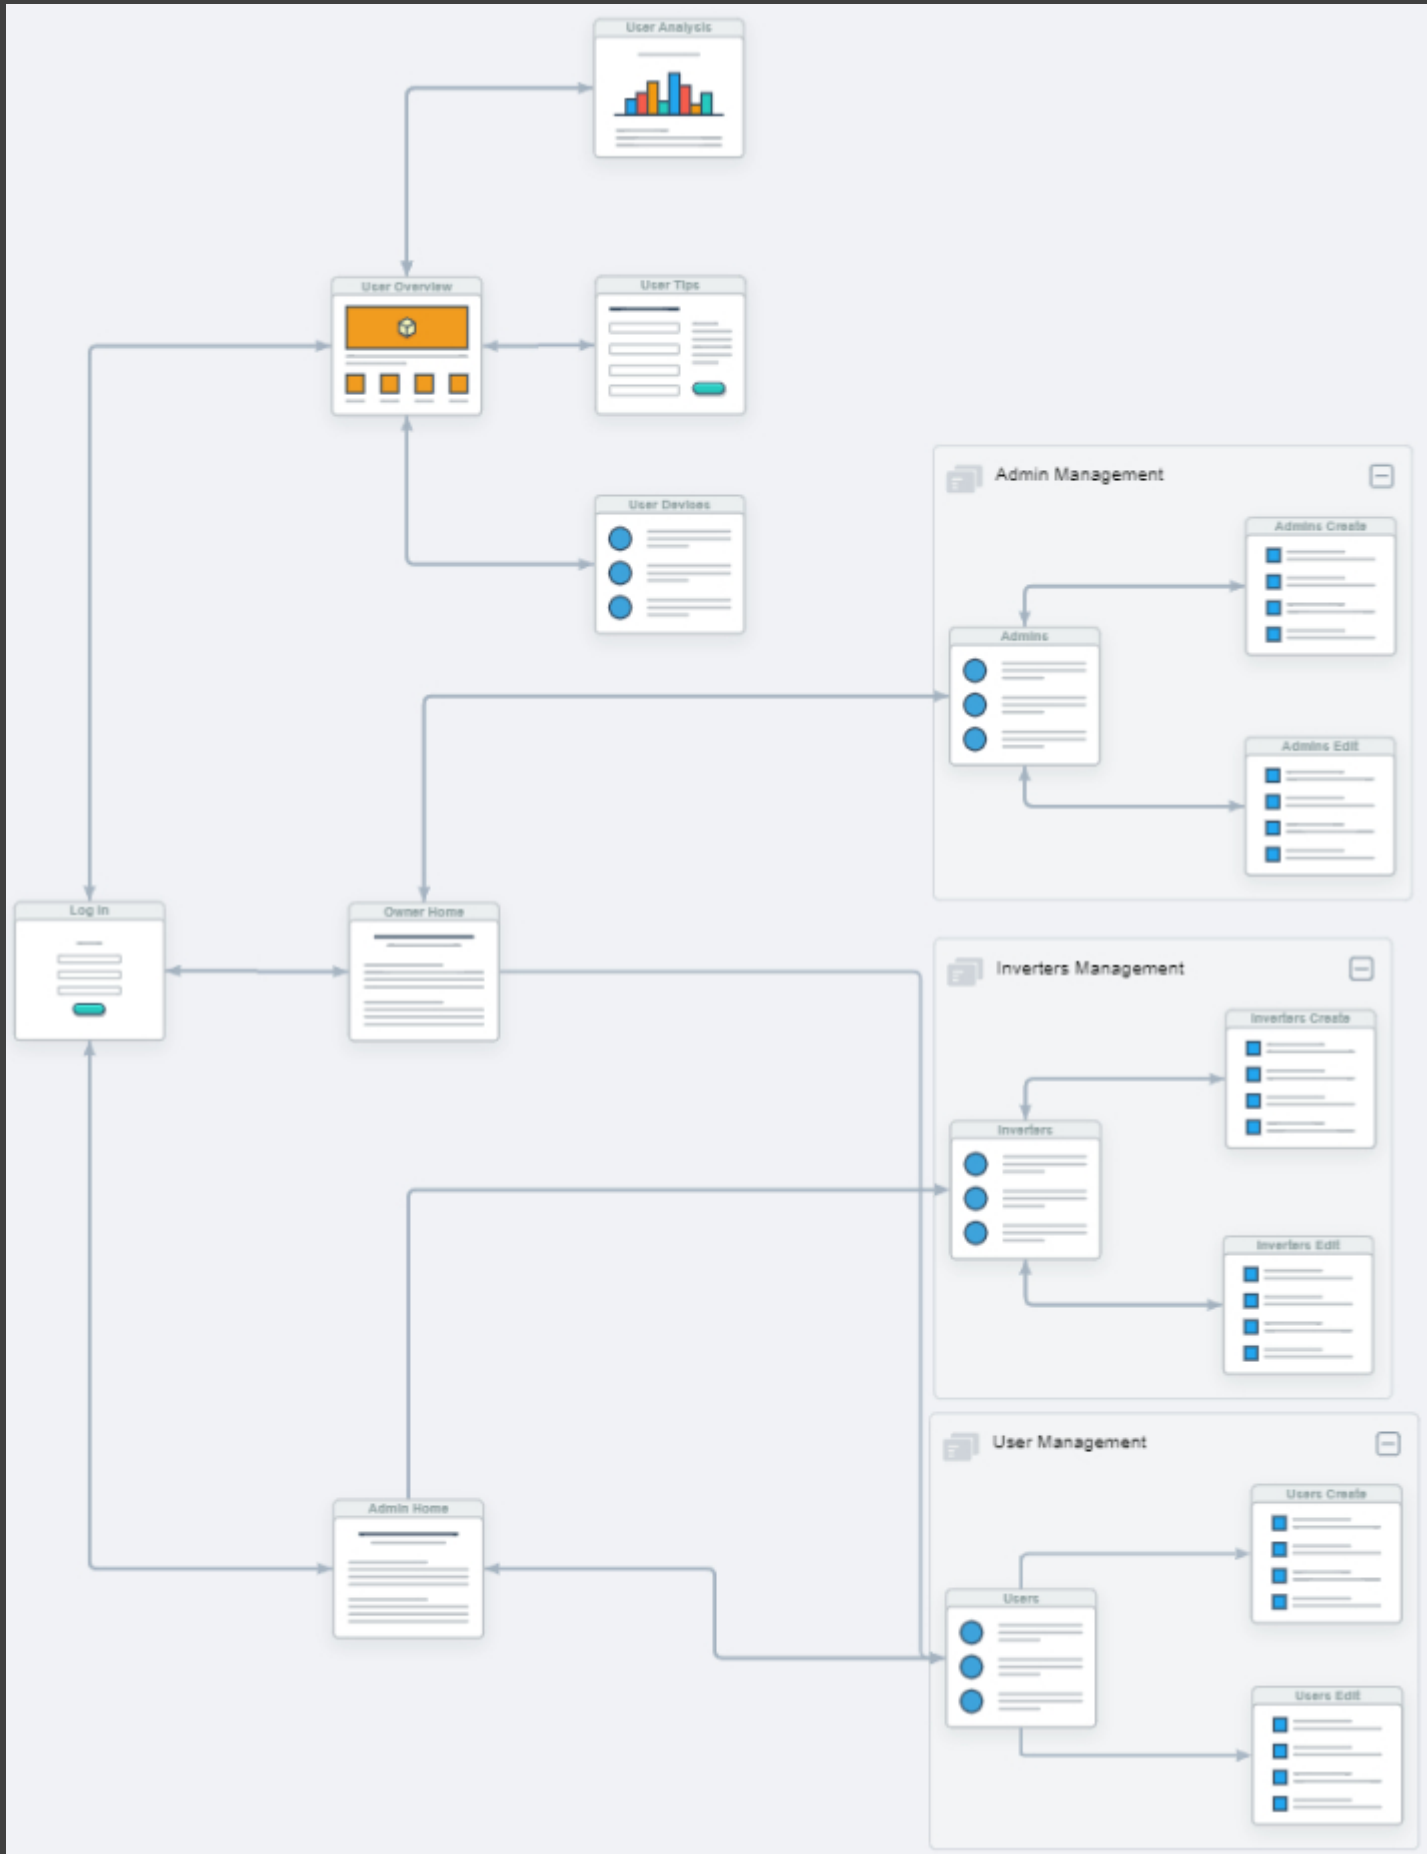 User Analysis
User Overview
User Tips
User Devices
Admin Management
Admins Create
Admins
Admins Edit
Log In
Owner Home
Inverters Management
Inverters Create
Inverters
Inverters Edit
User Management
Users Create
Admin Home
Users
Users Edit